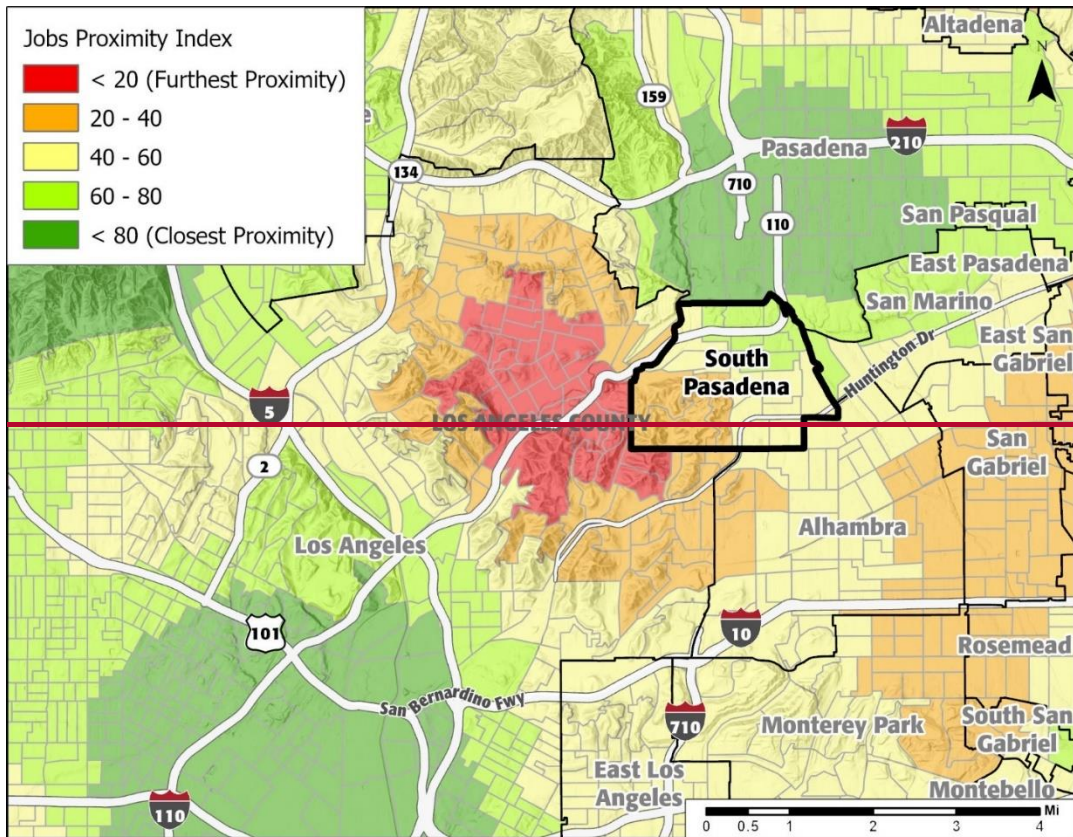 Jobs Proximity Index
< 20 (Furthest Proximity)
20 - 40
40 - 60
60 - 80
< 80 (Closest Proximity)
Altadena
N
159
134
Pasadena
210
710
110
San Pasqual
East Pasadena
San Marino
East San
Gabriel
Huntington Dr
South
Pasadena
LOS ANGELES COUNTY
5
2
San
Gabriel
Alhambra
Los Angeles
101
10
Rosemead
San Bernardino Fwy
710
Monterey Park
South San
Gabriel
East Los
Angeles
Montebello
110
Mi
0 0.5 1 2 3 4